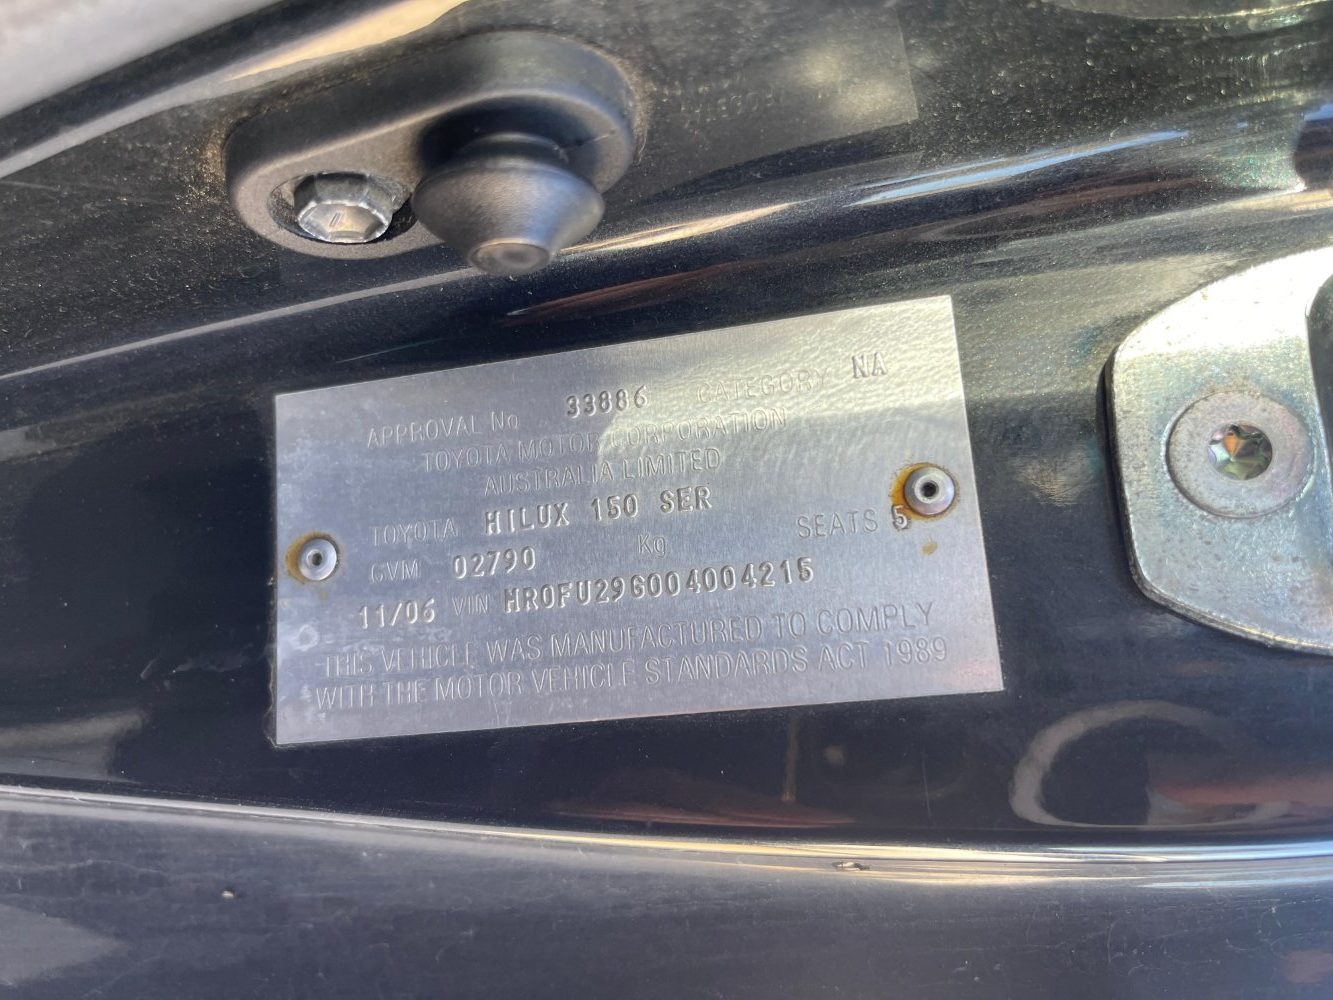 APPROVAL No 33886 CATEGORY NA
TOYOTA MOTOR CORPORATION
AUSTRALIA LIMITED
TOYOTA HILUX 150 SER
GVM 02790 Kg SEATS 5
11/06 VIN MR0FU29G004004215
THIS VEHICLE WAS MANUFACTURED TO COMPLY
WITH THE MOTOR VEHICLE STANDARDS ACT 1989